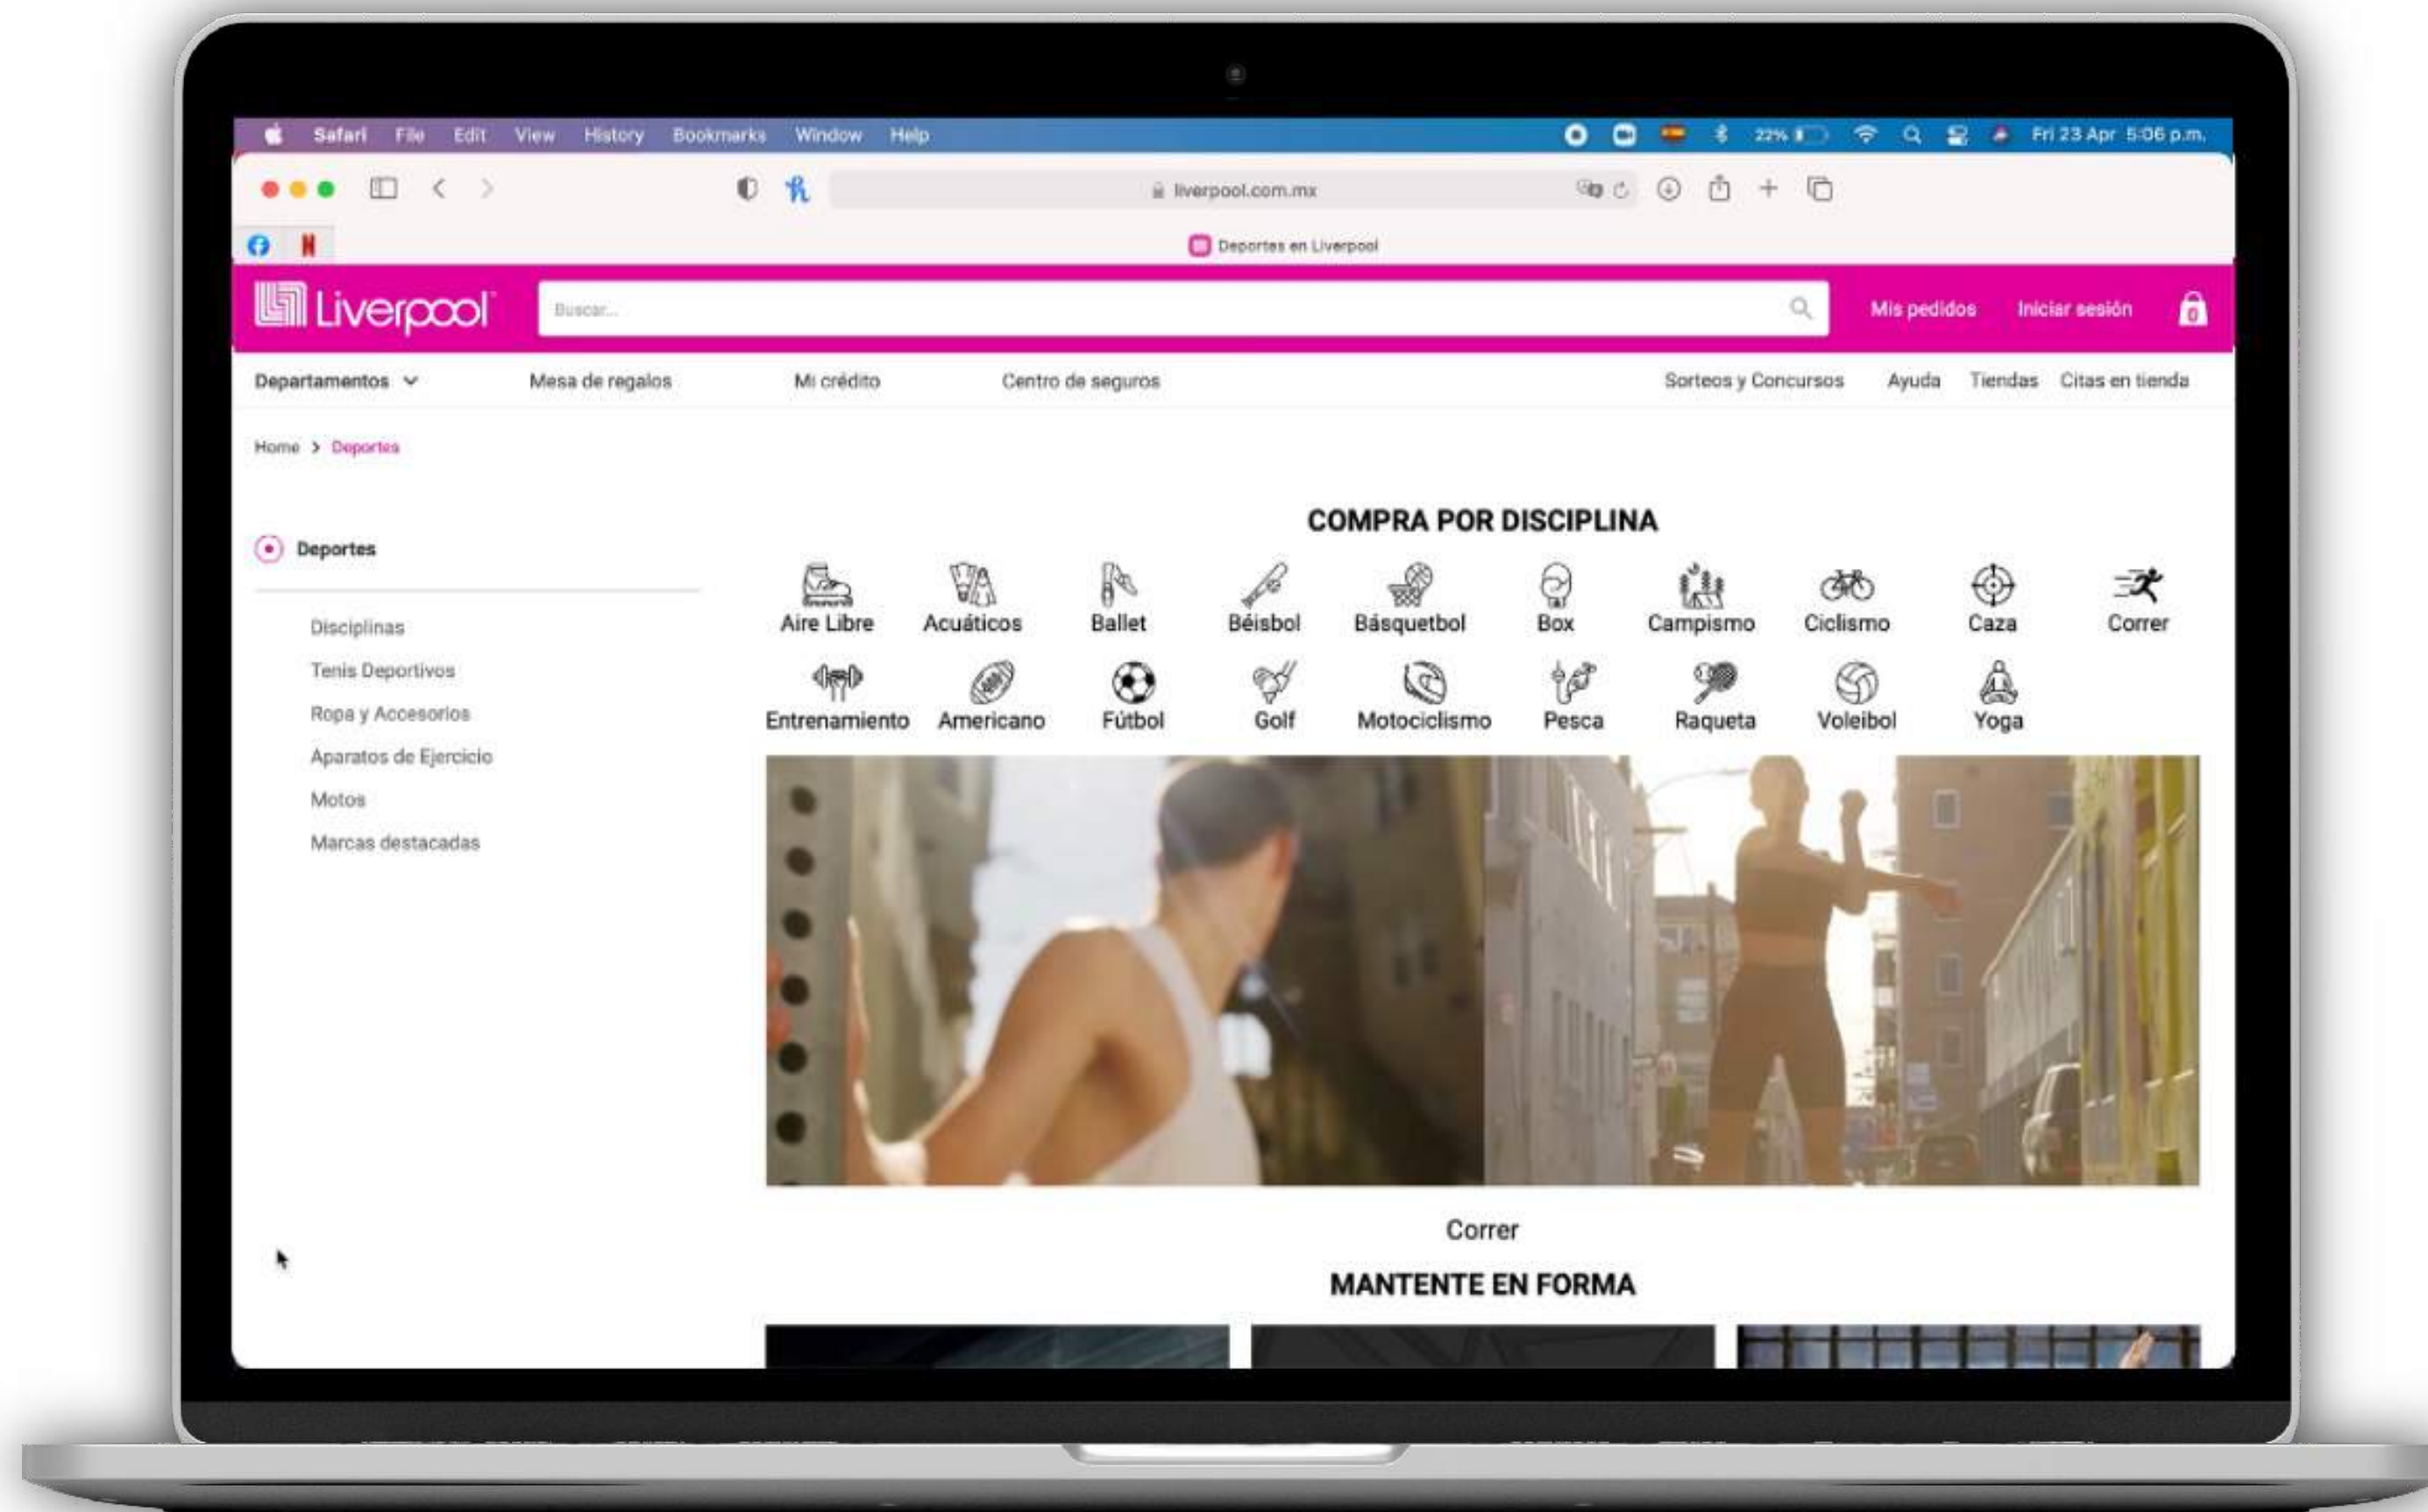 Safari File Edit View History Bookmarks Window Help 22% Fri 23 Apr 5:06 p.m.
liverpool.com.mx
Deportes en Liverpool
Liverpool Buscar... Mis pedidos Iniciar sesión 0
Departamentos Mesa de regalos Mi crédito Centro de seguros Sorteos y Concursos Ayuda Tiendas Citas en tienda
Home > Deportes
COMPRA POR DISCIPLINA
Deportes
Disciplinas
Tenis Deportivos
Ropa y Accesorios
Aparatos de Ejercicio
Motos
Marcas destacadas
Aire Libre Acuáticos Ballet Béisbol Básquetbol Box Campismo Ciclismo Caza Correr
Entrenamiento Americano Fútbol Golf Motociclismo Pesca Raqueta Voleibol Yoga
Correr
MANTENTE EN FORMA